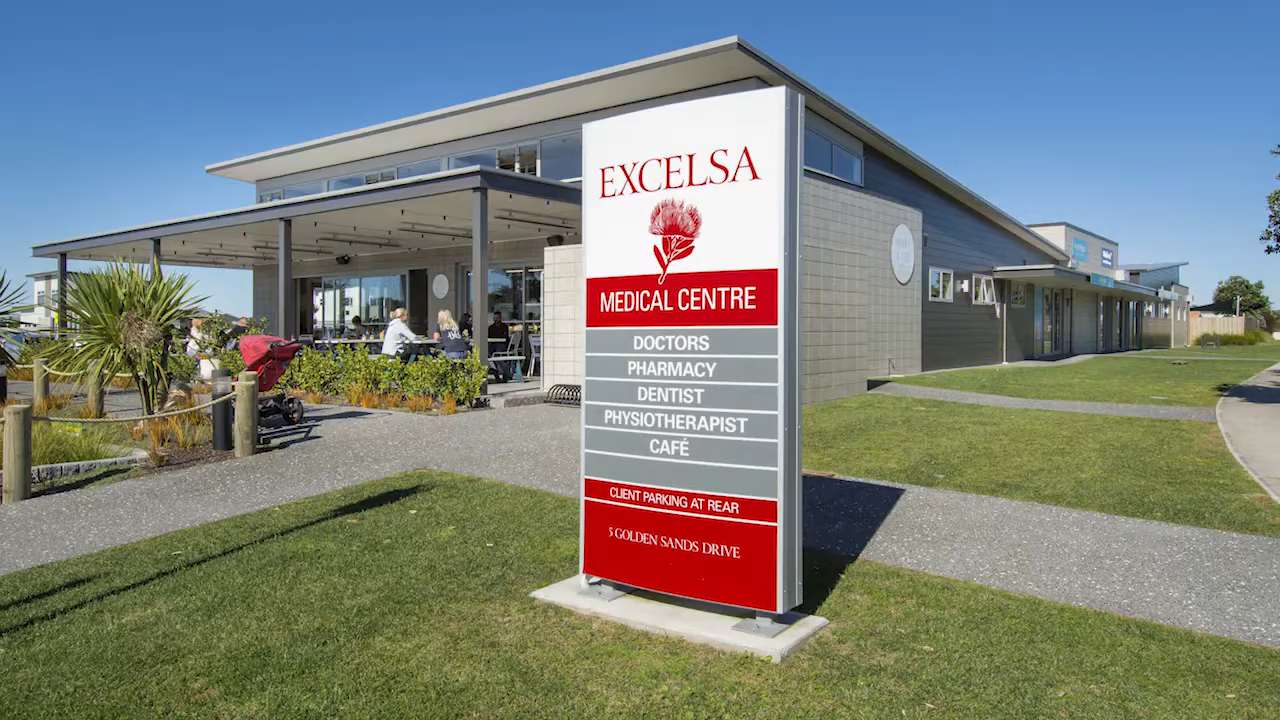 EXCELSA
MEDICAL CENTRE
DOCTORS
PHARMACY
DENTIST
PHYSIOTHERAPIST
CAFÉ
CLIENT PARKING AT REAR
5 GOLDEN SANDS DRIVE